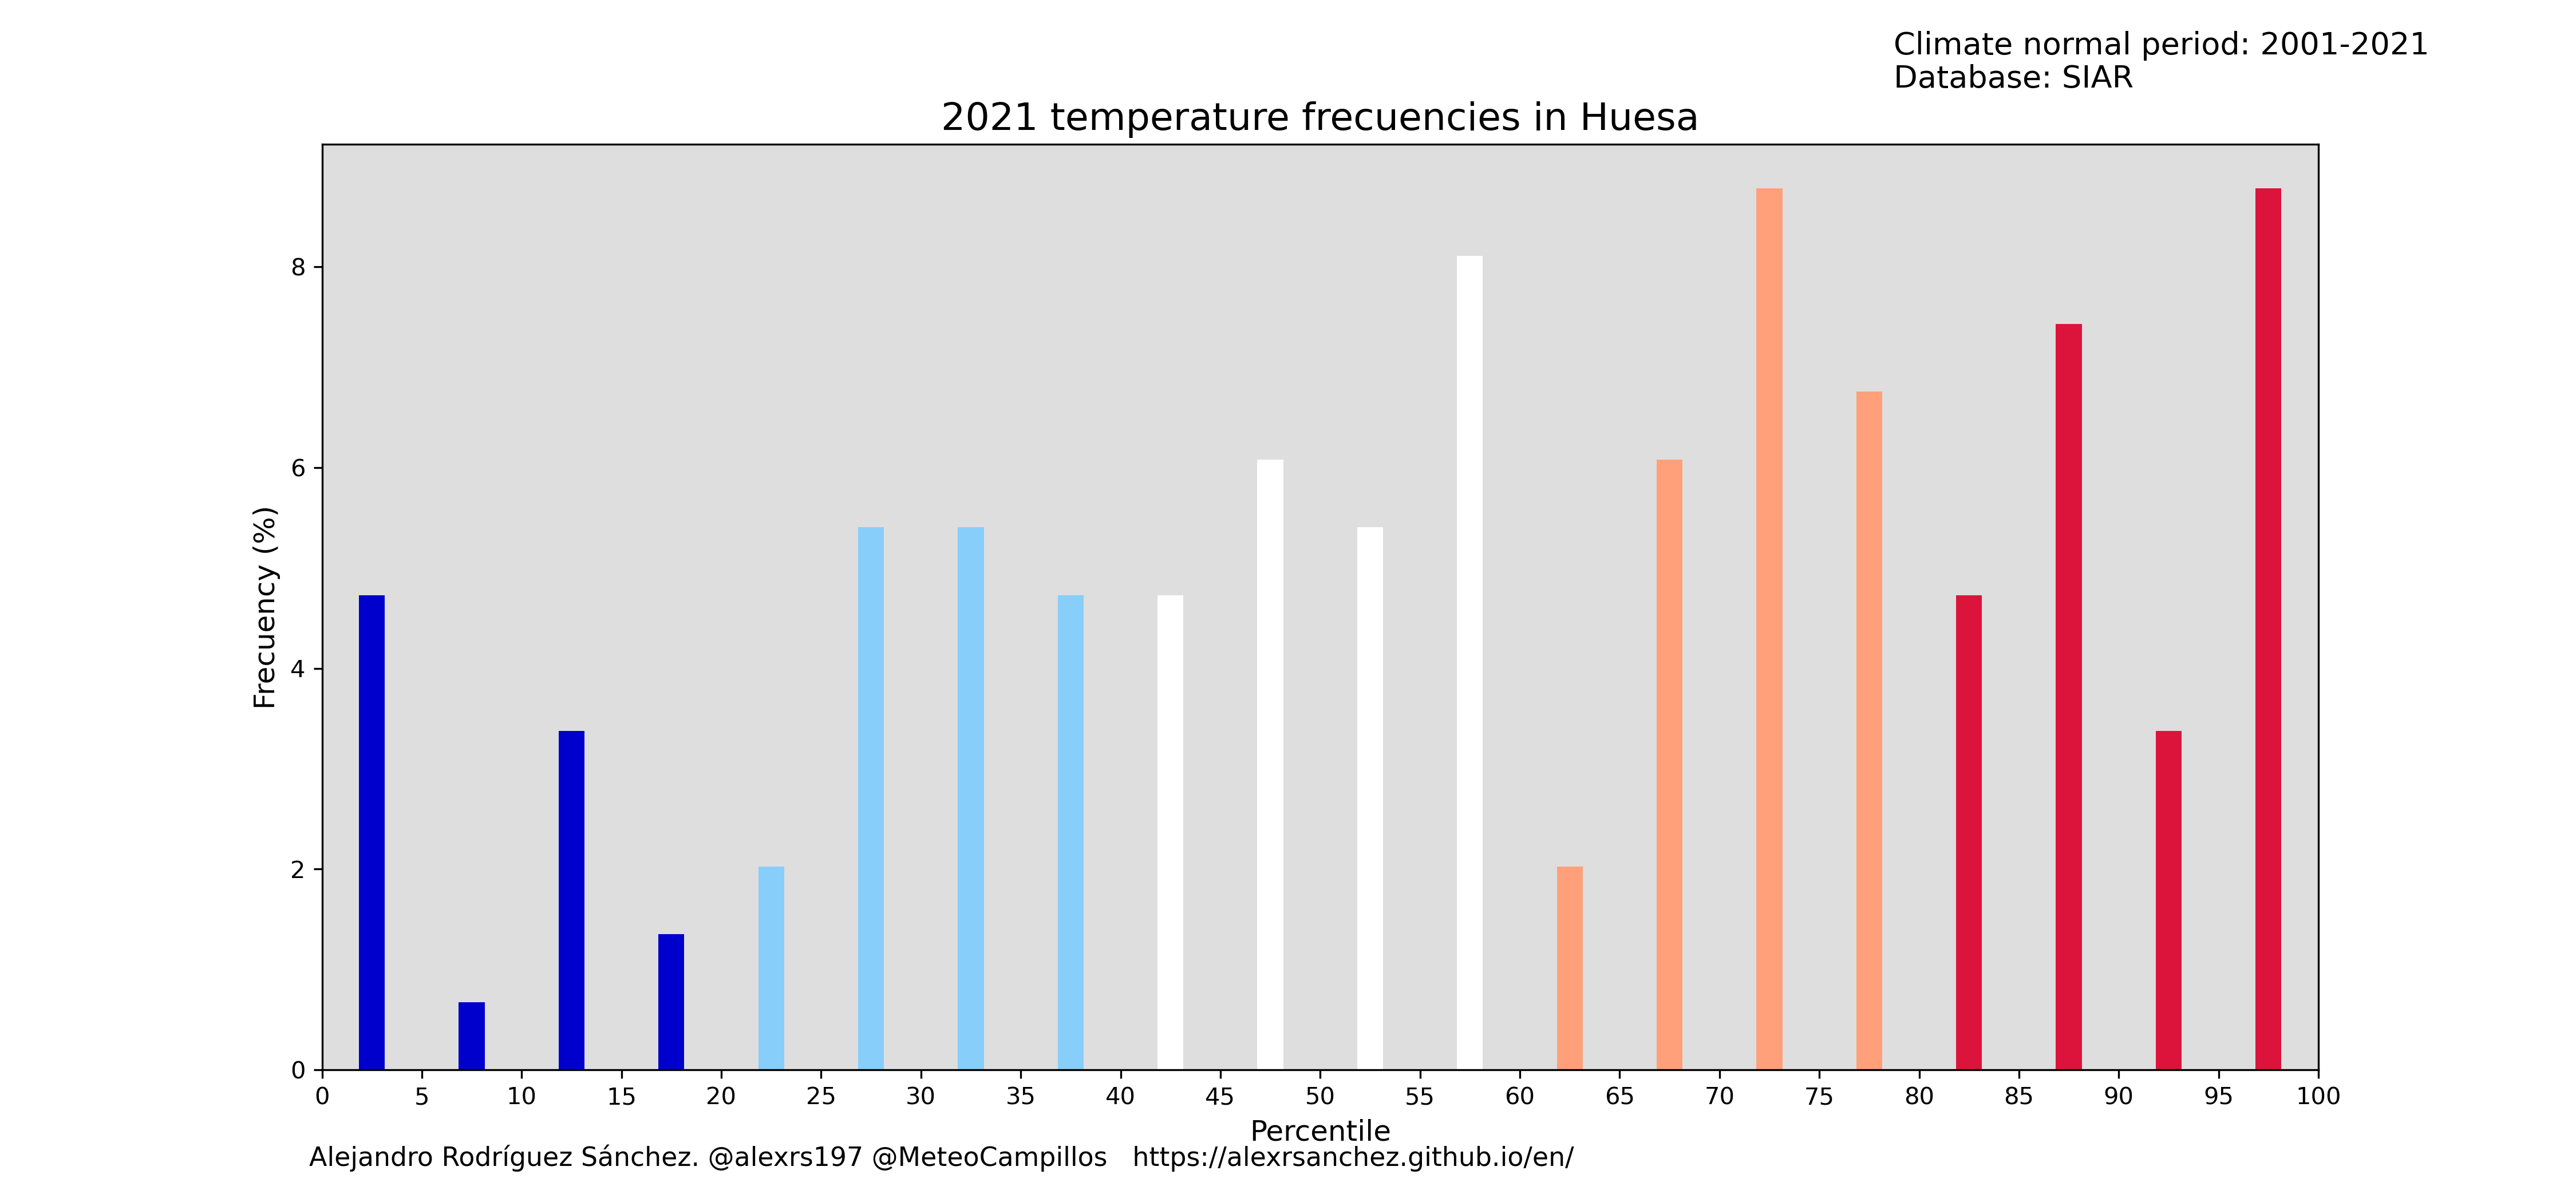 Climate normal period: 2001-2021
Database: SIAR
2021 temperature frecuencies in Huesa
Frecuency (%)
8
6
4
2
0
0 5 10 15 20 25 30 35 40 45 50 55 60 65 70 75 80 85 90 95 100
Percentile
Alejandro Rodríguez Sánchez. @alexrs197 @MeteoCampillos https://alexrsanchez.github.io/en/